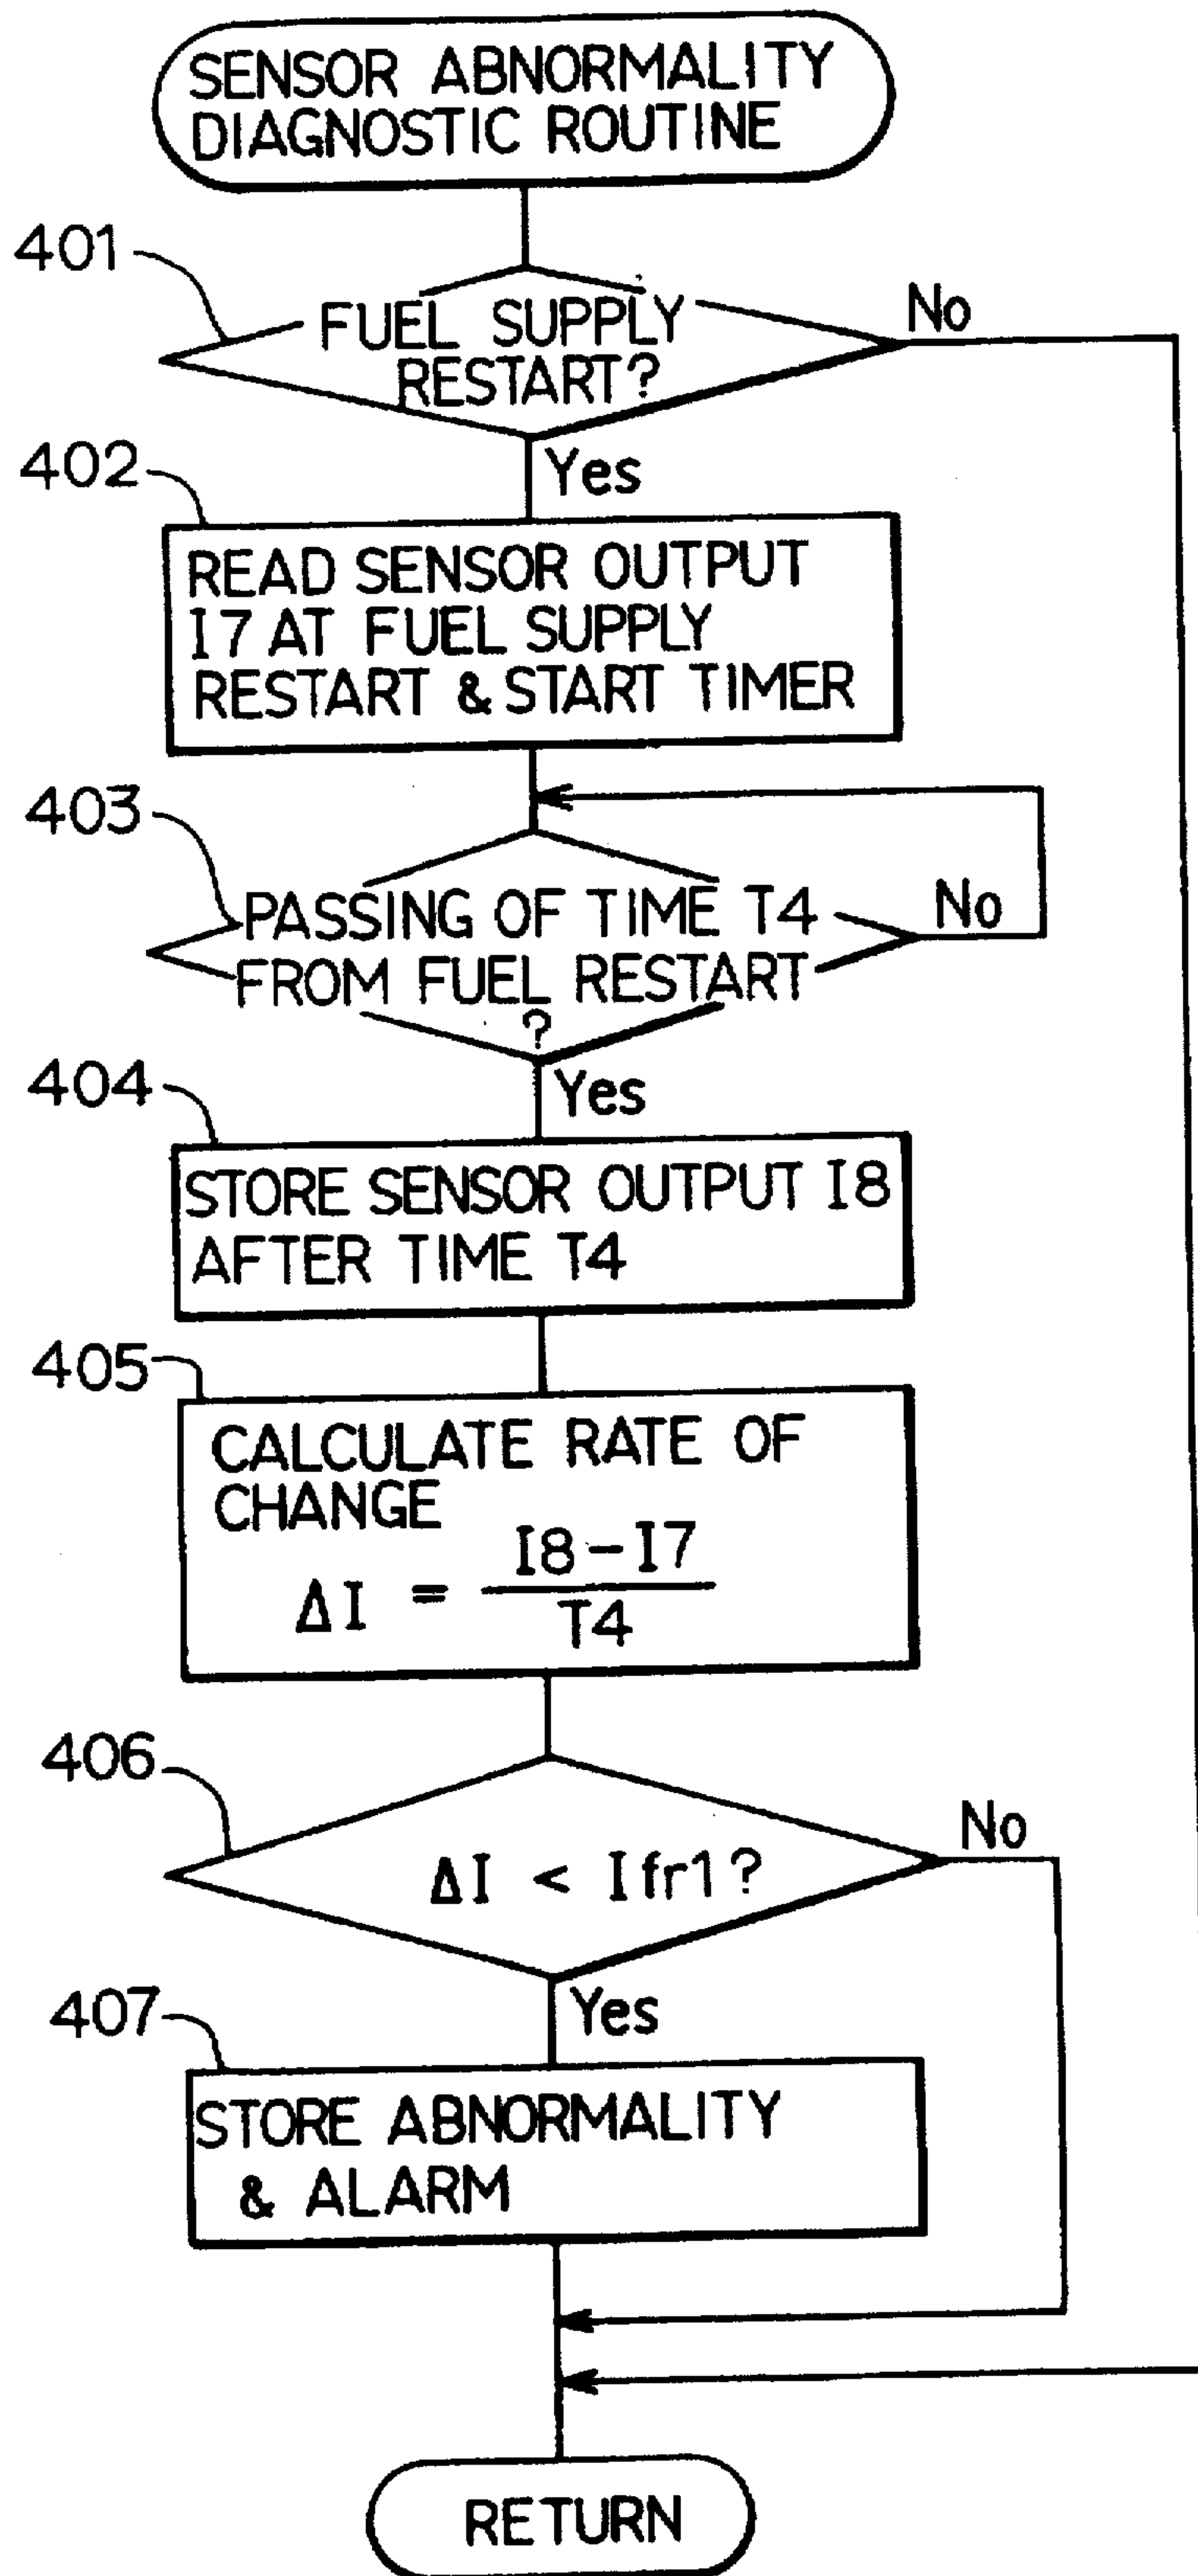 SENSOR ABNORMALITY
DIAGNOSTIC ROUTINE
401
FUEL SUPPLY
RESTART?
No
Yes
402
READ SENSOR OUTPUT
I7 AT FUEL SUPPLY
RESTART & START TIMER
403
PASSING OF TIME T4
FROM FUEL RESTART
?
No
Yes
404
STORE SENSOR OUTPUT I8
AFTER TIME T4
405
CALCULATE RATE OF
CHANGE
ΔI = I8-I7
T4
406
ΔI < Ifr1?
No
Yes
407
STORE ABNORMALITY
& ALARM
RETURN